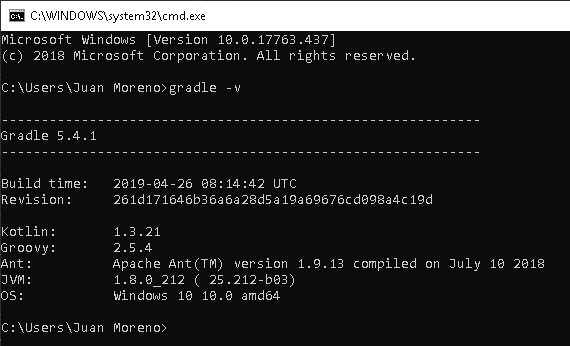 C:\WINDOWS\system32\cmd.exe
Microsoft Windows [Version 10.0.17763.437]
(c) 2018 Microsoft Corporation. All rights reserved.
C:\Users\Juan Moreno>gradle -v
------------------------------------------------------------
Gradle 5.4.1
------------------------------------------------------------
Build time:   2019-04-26 08:14:42 UTC
Revision:     261d171646b36a6a28d5a19a69676cd098a4c19d
Kotlin:       1.3.21
Groovy:       2.5.4
Ant:          Apache Ant(TM) version 1.9.13 compiled on July 10 2018
JVM:          1.8.0_212 ( 25.212-b03)
OS:           Windows 10 10.0 amd64
C:\Users\Juan Moreno>